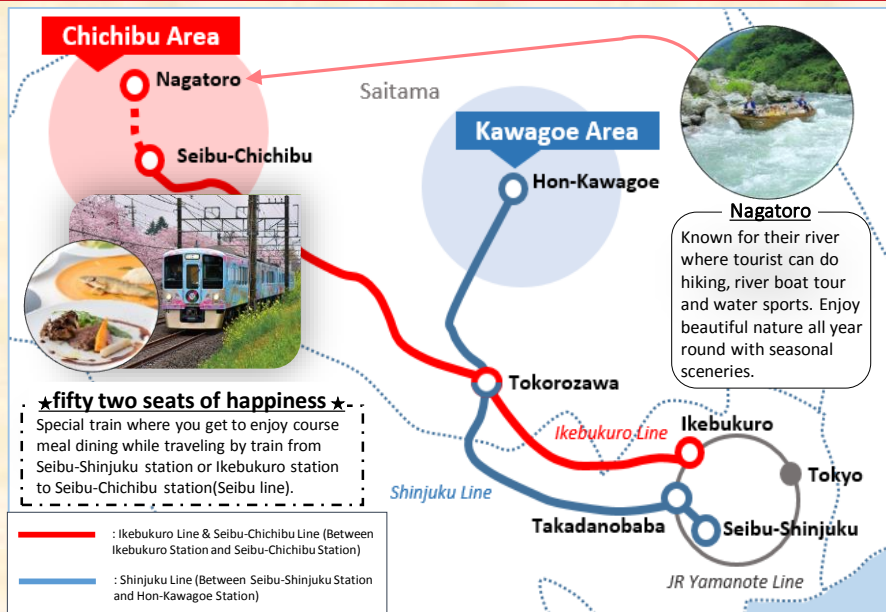 Chichibu Area
Nagatoro
Saitama
Seibu-Chichibu
Kawagoe Area
Hon-Kawagoe
Nagatoro
Known for their river
where tourist can do
hiking, river boat tour
and water sports. Enjoy
beautiful nature all year
round with seasonal
sceneries.
Tokorozawa
★fifty two seats of happiness★
Special train where you get to enjoy course
meal dining while traveling by train from
Seibu-Shinjuku station or Ikebukuro station
to Seibu-Chichibu station(Seibu line).
Ikebukuro Line
Ikebukuro
Tokyo
Shinjuku Line
Takadanobaba
Seibu-Shinjuku
JR Yamanote Line
: Ikebukuro Line & Seibu-Chichibu Line (Between
Ikebukuro Station and Seibu-Chichibu Station)
: Shinjuku Line (Between Seibu-Shinjuku Station
and Hon-Kawagoe Station)